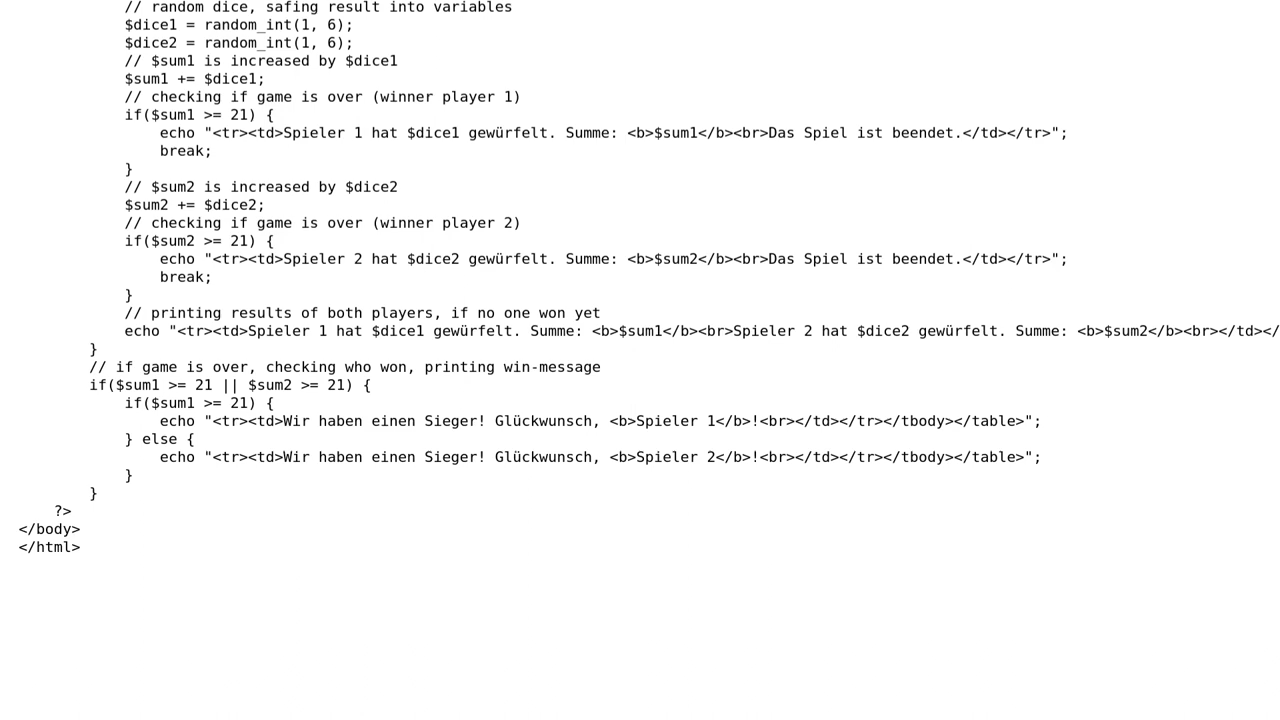 // random dice, safing result into variables
$dice1 = random_int(1, 6);
$dice2 = random_int(1, 6);
// $sum1 is increased by $dice1
$sum1 += $dice1;
// checking if game is over (winner player 1)
if($sum1 >= 21) {
echo "<tr><td>Spieler 1 hat $dice1 gewürfelt. Summe: <b>$sum1</b><br>Das Spiel ist beendet.</td></tr>";
break;
}
// $sum2 is increased by $dice2
$sum2 += $dice2;
// checking if game is over (winner player 2)
if($sum2 >= 21) {
echo "<tr><td>Spieler 2 hat $dice2 gewürfelt. Summe: <b>$sum2</b><br>Das Spiel ist beendet.</td></tr>";
break;
}
// printing results of both players, if no one won yet
echo "<tr><td>Spieler 1 hat $dice1 gewürfelt. Summe: <b>$sum1</b><br>Spieler 2 hat $dice2 gewürfelt. Summe: <b>$sum2</b><br></td></
}
// if game is over, checking who won, printing win-message
if($sum1 >= 21 || $sum2 >= 21) {
if($sum1 >= 21) {
echo "<tr><td>Wir haben einen Sieger! Glückwunsch, <b>Spieler 1</b>!<br></td></tr></tbody></table>";
} else {
echo "<tr><td>Wir haben einen Sieger! Glückwunsch, <b>Spieler 2</b>!<br></td></tr></tbody></table>";
}
}
?>
</body>
</html>